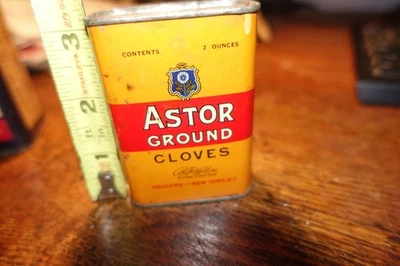 CONTENTS 2 OUNCES
ASTOR
GROUND
CLOVES
PACKERS NEW YORK, N.Y.
3
2
1